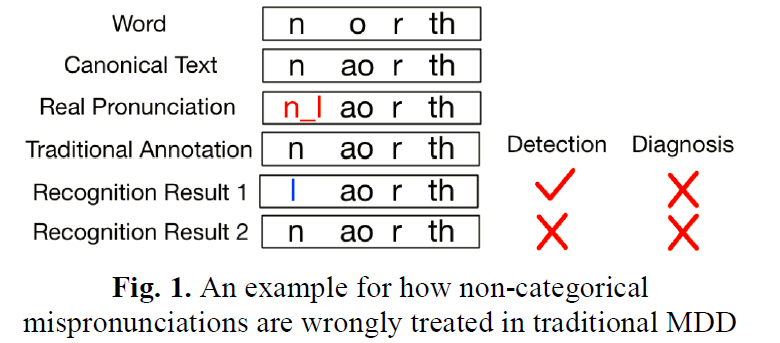 Word n o r th
Canonical Text n ao r th
Real Pronunciation n_l ao r th
Traditional Annotation n ao r th Detection Diagnosis
Recognition Result 1 l ao r th
Recognition Result 2 n ao r th
Fig. 1. An example for how non-categorical
mispronunciations are wrongly treated in traditional MDD